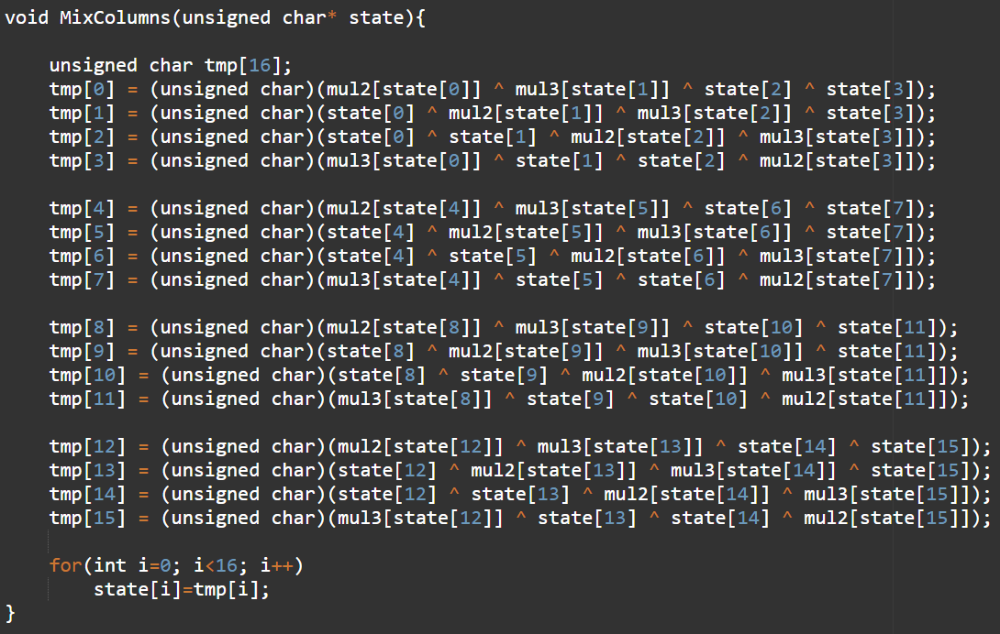 void MixColumns(unsigned char* state){
unsigned char tmp[16];
tmp[0] = (unsigned char)(mul2[state[0]] ^ mul3[state[1]] ^ state[2] ^ state[3]);
tmp[1] = (unsigned char)(state[0] ^ mul2[state[1]] ^ mul3[state[2]] ^ state[3]);
tmp[2] = (unsigned char)(state[0] ^ state[1] ^ mul2[state[2]] ^ mul3[state[3]]);
tmp[3] = (unsigned char)(mul3[state[0]] ^ state[1] ^ state[2] ^ mul2[state[3]]);
tmp[4] = (unsigned char)(mul2[state[4]] ^ mul3[state[5]] ^ state[6] ^ state[7]);
tmp[5] = (unsigned char)(state[4] ^ mul2[state[5]] ^ mul3[state[6]] ^ state[7]);
tmp[6] = (unsigned char)(state[4] ^ state[5] ^ mul2[state[6]] ^ mul3[state[7]]);
tmp[7] = (unsigned char)(mul3[state[4]] ^ state[5] ^ state[6] ^ mul2[state[7]]);
tmp[8] = (unsigned char)(mul2[state[8]] ^ mul3[state[9]] ^ state[10] ^ state[11]);
tmp[9] = (unsigned char)(state[8] ^ mul2[state[9]] ^ mul3[state[10]] ^ state[11]);
tmp[10] = (unsigned char)(state[8] ^ state[9] ^ mul2[state[10]] ^ mul3[state[11]]);
tmp[11] = (unsigned char)(mul3[state[8]] ^ state[9] ^ state[10] ^ mul2[state[11]]);
tmp[12] = (unsigned char)(mul2[state[12]] ^ mul3[state[13]] ^ state[14] ^ state[15]);
tmp[13] = (unsigned char)(state[12] ^ mul2[state[13]] ^ mul3[state[14]] ^ state[15]);
tmp[14] = (unsigned char)(state[12] ^ state[13] ^ mul2[state[14]] ^ mul3[state[15]]);
tmp[15] = (unsigned char)(mul3[state[12]] ^ state[13] ^ state[14] ^ mul2[state[15]]);
for(int i=0; i<16; i++)
state[i]=tmp[i];
}